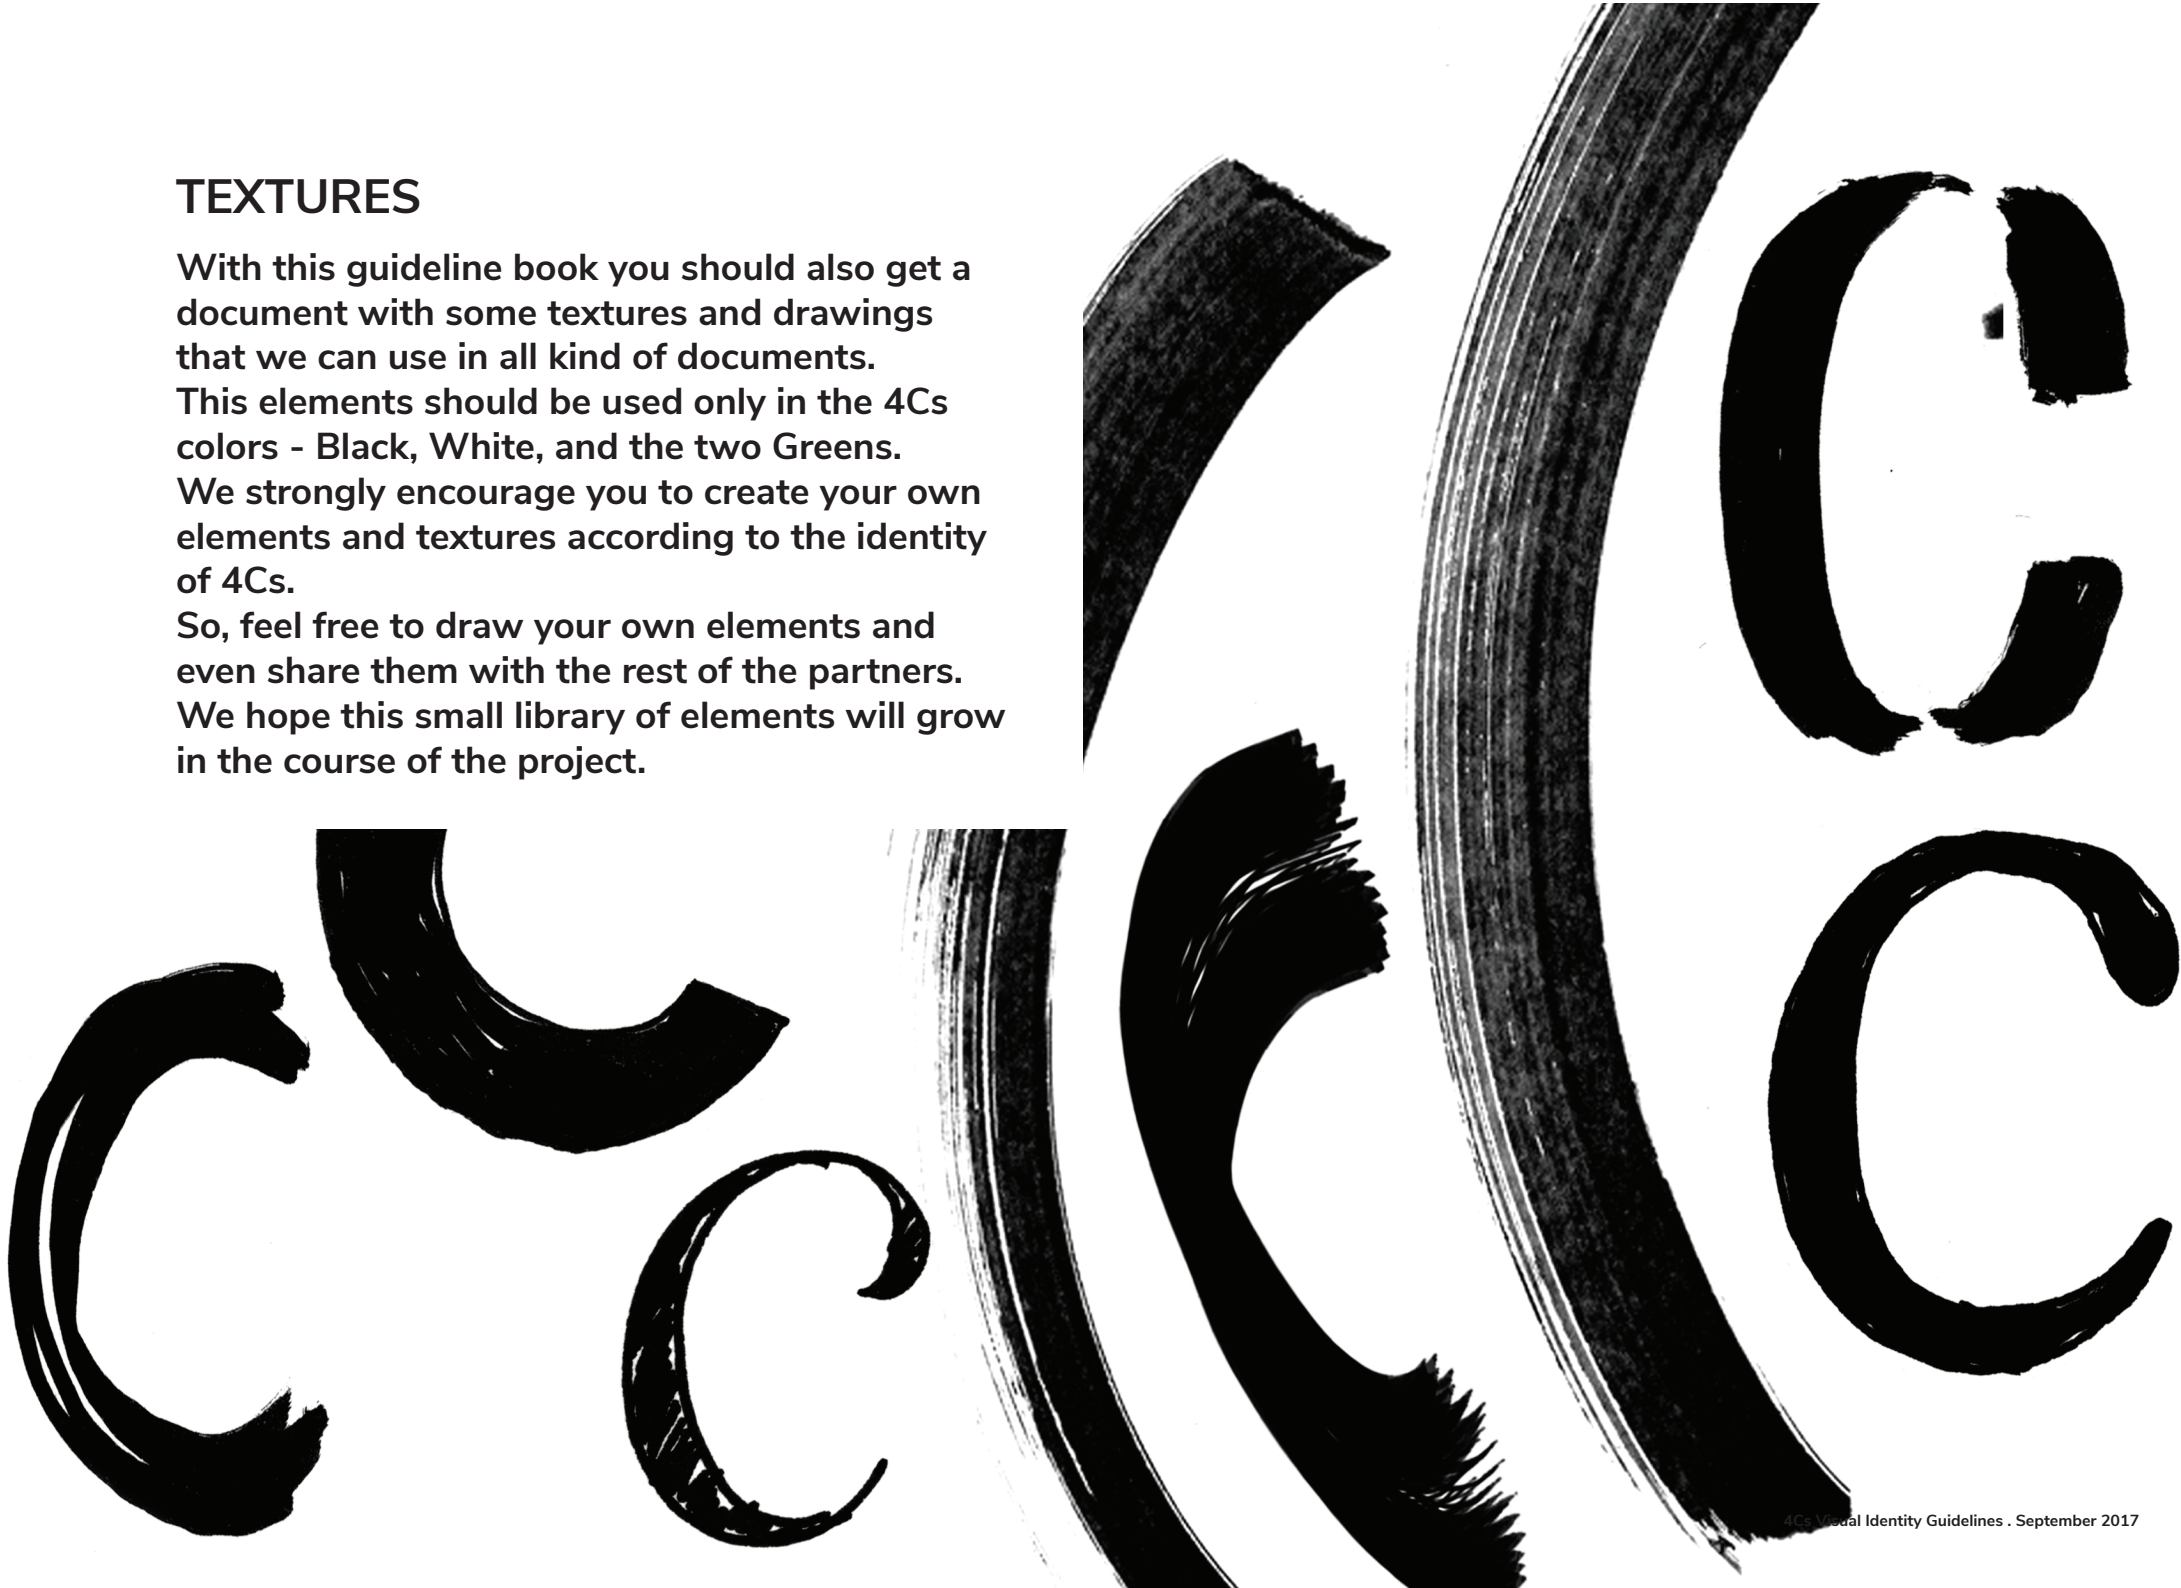 TEXTURES
With this guideline book you should also get a
document with some textures and drawings
that we can use in all kind of documents.
This elements should be used only in the 4Cs
colors - Black, White, and the two Greens.
We strongly encourage you to create your own
elements and textures according to the identity
of 4Cs.
So, feel free to draw your own elements and
even share them with the rest of the partners.
We hope this small library of elements will grow
in the course of the project.
4Cs Visual Identity Guidelines . September 2017